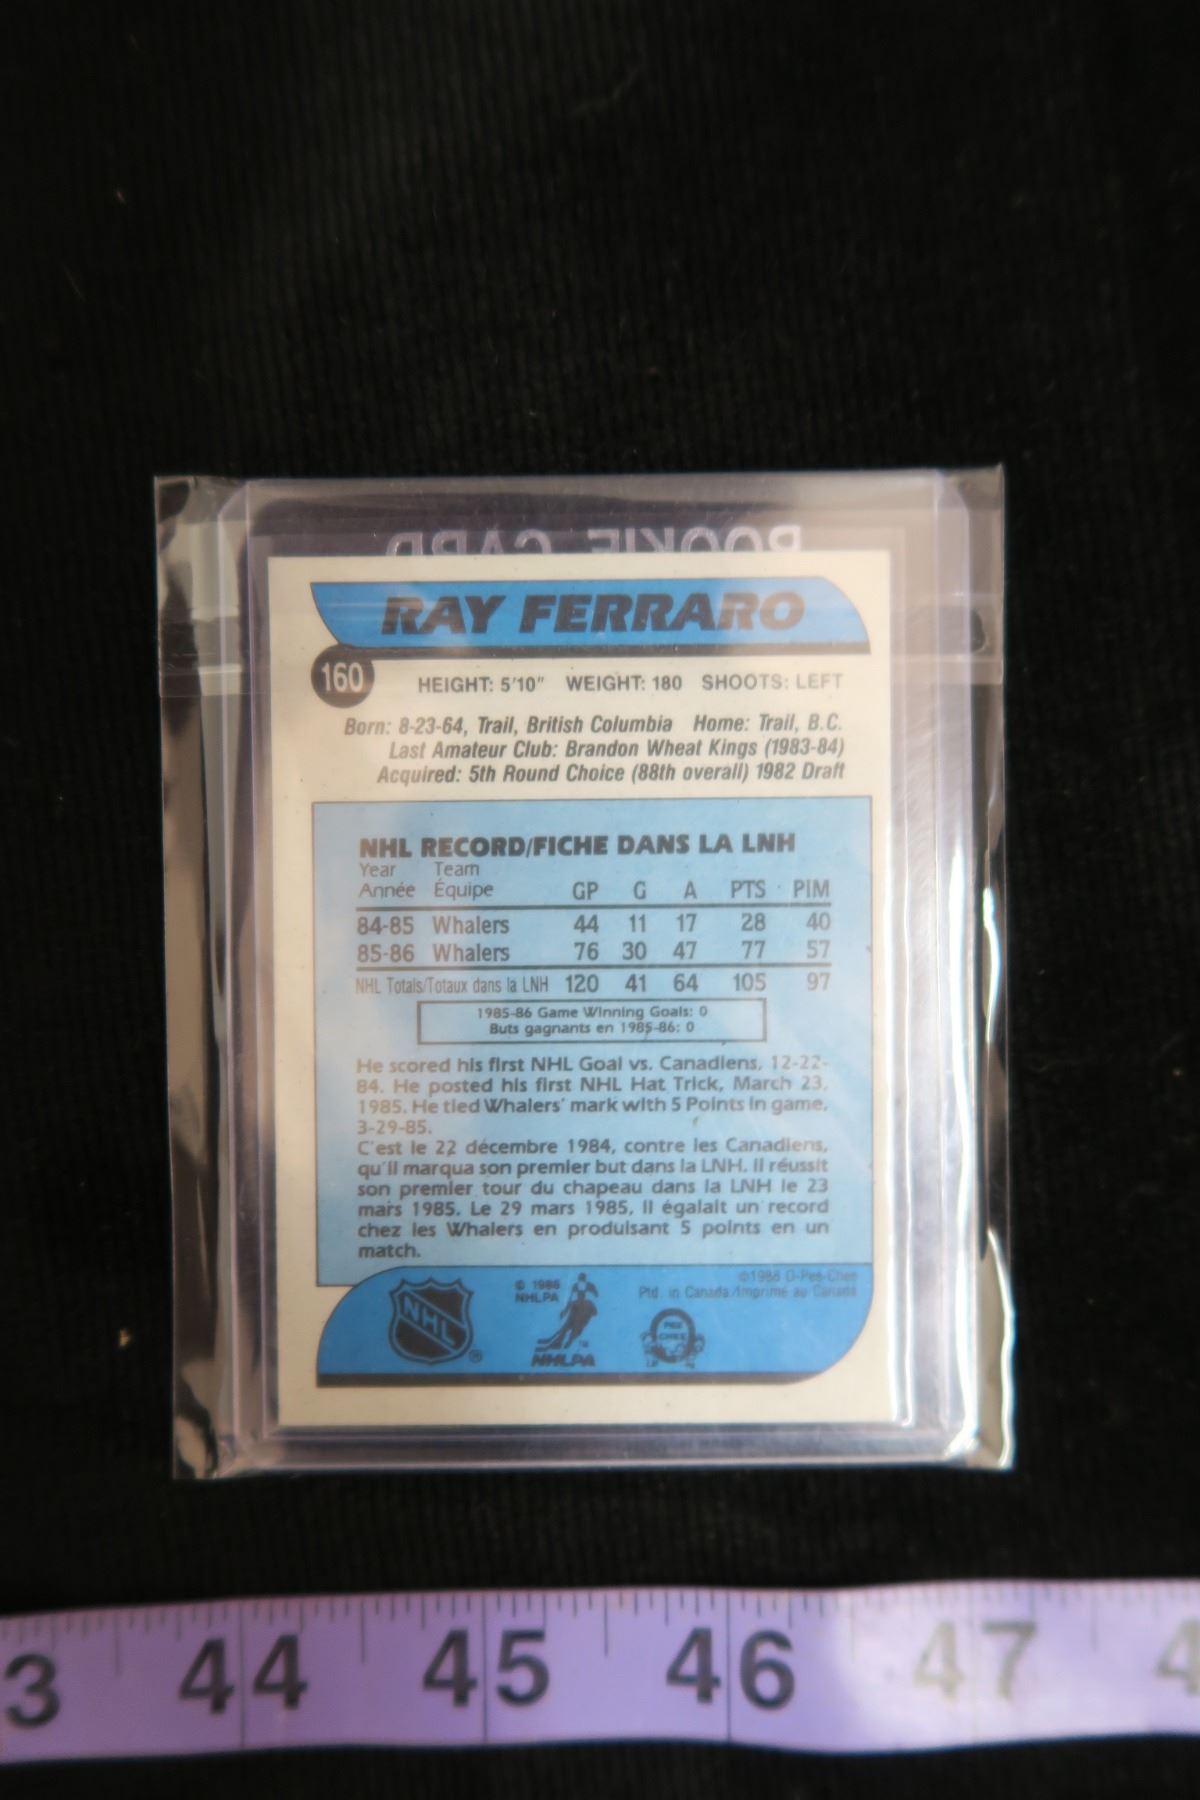 ROOKIE CARD
RAY FERRARO
160
HEIGHT: 5'10" WEIGHT: 180 SHOOTS: LEFT
Born: 8-23-64, Trail, British Columbia Home: Trail, B.C.
Last Amateur Club: Brandon Wheat Kings (1983-84)
Acquired: 5th Round Choice (88th overall) 1982 Draft
NHL RECORD/FICHE DANS LA LNH
Year Team
Année Équipe GP G A PTS PIM
84-85 Whalers 44 11 17 28 40
85-86 Whalers 76 30 47 77 57
NHL Totals/Totaux dans la LNH 120 41 64 105 97
1985-86 Game Winning Goals: 0
Buts gagnants en 1985-86: 0
He scored his first NHL Goal vs. Canadiens, 12-22-
84. He posted his first NHL Hat Trick, March 23,
1985. He tied Whalers' mark with 5 Points in game,
3-29-85.
C'est le 22 décembre 1984, contre les Canadiens,
qu'il marqua son premier but dans la LNH. Il réussit
son premier tour du chapeau dans la LNH le 23
mars 1985. Le 29 mars 1985, il égalait un record
chez les Whalers en produisant 5 points en un
match.
©1986 O-Pee-Chee
Ptd. in Canada/Imprimé au Canada
© 1986
NHLPA
NHL
®
NHLPA
™
PEE
CHEE
3 44 45 46 47 4